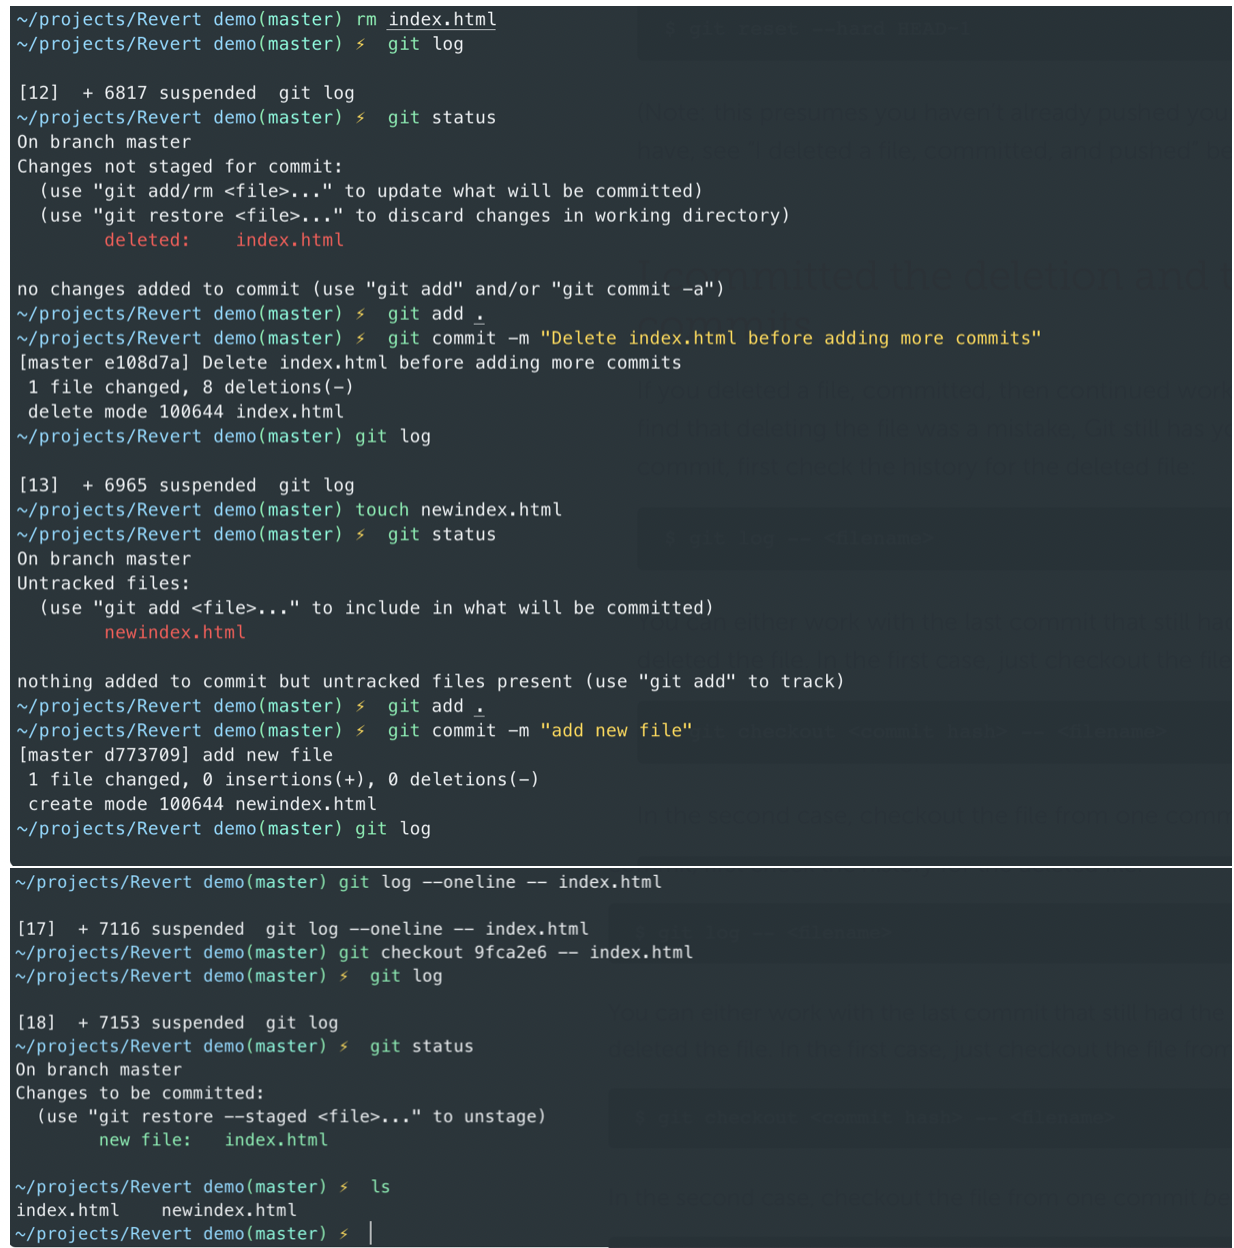 ~/projects/Revert demo(master) rm index.html
~/projects/Revert demo(master) ⚡ git log
[12]  + 6817 suspended  git log
~/projects/Revert demo(master) ⚡ git status
On branch master
Changes not staged for commit:
  (use "git add/rm <file>..." to update what will be committed)
  (use "git restore <file>..." to discard changes in working directory)
        deleted:    index.html
no changes added to commit (use "git add" and/or "git commit -a")
~/projects/Revert demo(master) ⚡ git add .
~/projects/Revert demo(master) ⚡ git commit -m "Delete index.html before adding more commits"
[master e108d7a] Delete index.html before adding more commits
 1 file changed, 8 deletions(-)
 delete mode 100644 index.html
~/projects/Revert demo(master) git log
[13]  + 6965 suspended  git log
~/projects/Revert demo(master) touch newindex.html
~/projects/Revert demo(master) ⚡ git status
On branch master
Untracked files:
  (use "git add <file>..." to include in what will be committed)
        newindex.html
nothing added to commit but untracked files present (use "git add" to track)
~/projects/Revert demo(master) ⚡ git add .
~/projects/Revert demo(master) ⚡ git commit -m "add new file"
[master d773709] add new file
 1 file changed, 0 insertions(+), 0 deletions(-)
 create mode 100644 newindex.html
~/projects/Revert demo(master) git log
~/projects/Revert demo(master) git log --oneline -- index.html
[17]  + 7116 suspended  git log --oneline -- index.html
~/projects/Revert demo(master) git checkout 9fca2e6 -- index.html
~/projects/Revert demo(master) ⚡ git log
[18]  + 7153 suspended  git log
~/projects/Revert demo(master) ⚡ git status
On branch master
Changes to be committed:
  (use "git restore --staged <file>..." to unstage)
        new file:   index.html
~/projects/Revert demo(master) ⚡ ls
index.html    newindex.html
~/projects/Revert demo(master) ⚡